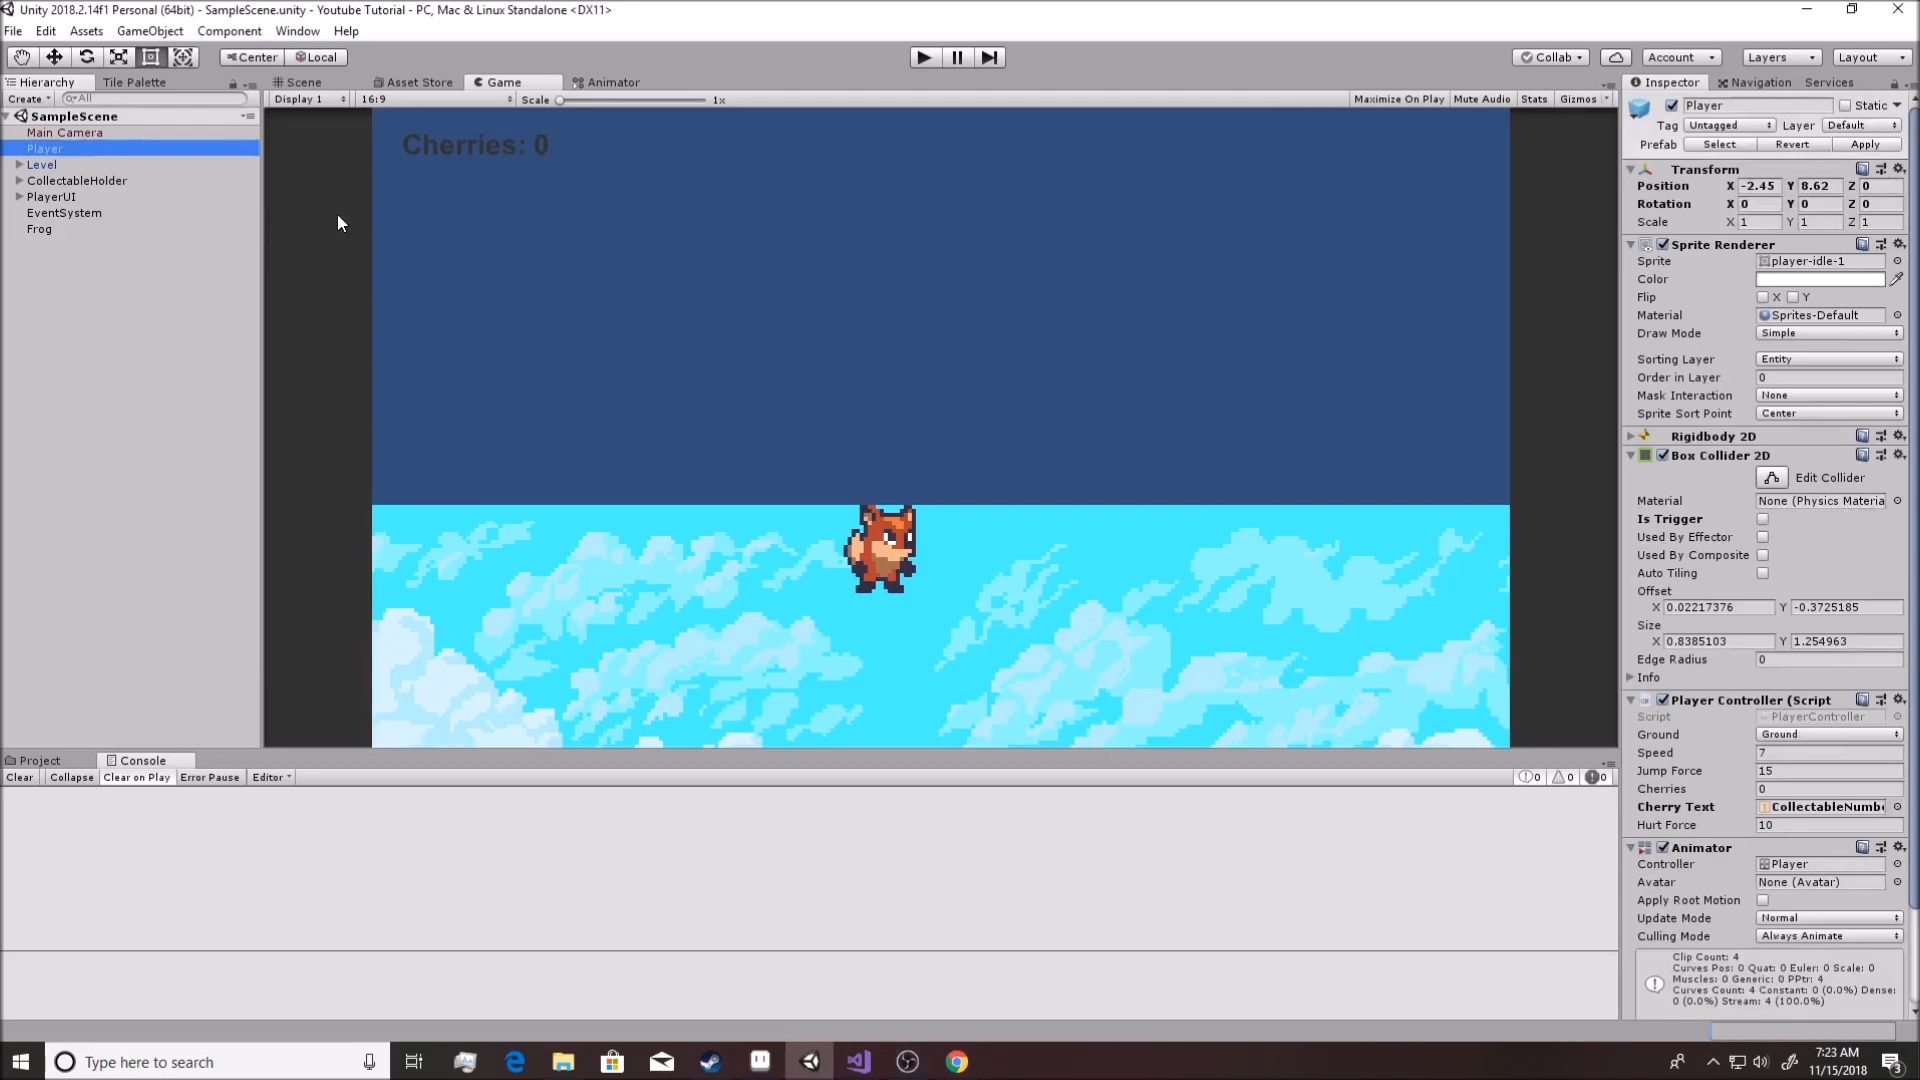 Unity 2018.2.14f1 Personal (64bit) - SampleScene.unity - Youtube Tutorial - PC, Mac & Linux Standalone <DX11>
File Edit Assets GameObject Component Window Help
Center Local Collab Account Layers Layout
Hierarchy Tile Palette Scene Asset Store Game Animator Inspector Navigation Services
Create All Display 1 16:9 Scale 1x Maximize On Play Mute Audio Stats Gizmos
SampleScene
Main Camera
Player
Level
CollectableHolder
PlayerUI
EventSystem
Frog
Cherries: 0
Player Static
Tag Untagged Layer Default
Prefab Select Revert Apply
Transform
Position X -2.45 Y 8.62 Z 0
Rotation X 0 Y 0 Z 0
Scale X 1 Y 1 Z 1
Sprite Renderer
Sprite player-idle-1
Color
Flip X Y
Material Sprites-Default
Draw Mode Simple
Sorting Layer Entity
Order in Layer 0
Mask Interaction None
Sprite Sort Point Center
Rigidbody 2D
Box Collider 2D
Edit Collider
Material None (Physics Materia
Is Trigger
Used By Effector
Used By Composite
Auto Tiling
Offset
X 0.02217376 Y -0.3725185
Size
X 0.8385103 Y 1.254963
Edge Radius 0
Info
Player Controller (Script
Script PlayerController
Ground Ground
Speed 7
Jump Force 15
Cherries 0
Cherry Text CollectableNumbe
Hurt Force 10
Animator
Controller Player
Avatar None (Avatar)
Apply Root Motion
Update Mode Normal
Culling Mode Always Animate
Clip Count: 4
Curves Pos: 0 Quat: 0 Euler: 0 Scale: 0
Muscles: 0 Generic: 0 PPtr: 4
Curves Count: 4 Constant: 0 (0.0%) Dense:
0 (0.0%) Stream: 4 (100.0%)
Project Console
Clear Collapse Clear on Play Error Pause Editor 0 0 0
Type here to search
7:23 AM
11/15/2018
3